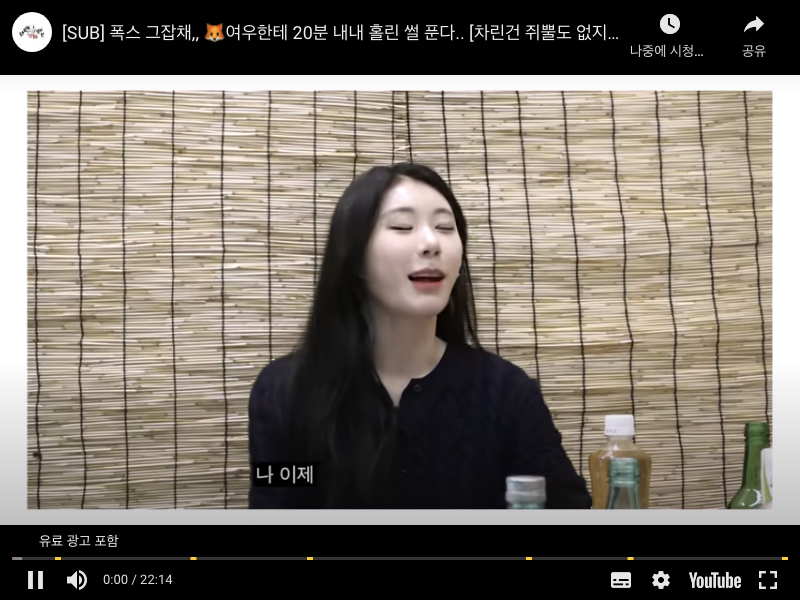 [SUB] 폭스 그잡채,, 🦊여우한테 20분 내내 홀린 썰 푼다.. [차린건 쥐뿔도 없지...
나중에 시청...
공유
나 이제
유료 광고 포함
0:00 / 22:14
YouTube